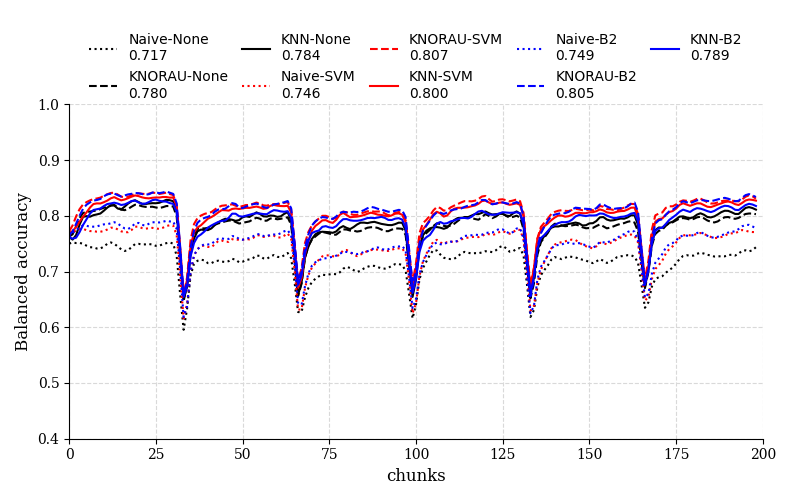 Naive-None KNN-None KNORAU-SVM Naive-B2 KNN-B2
0.717 0.784 0.807 0.749 0.789
KNORAU-None Naive-SVM KNN-SVM KNORAU-B2
0.780 0.746 0.800 0.805
1.0
0.9
0.8
0.7
0.6
0.5
0.4
Balanced accuracy
0 25 50 75 100 125 150 175 200
chunks